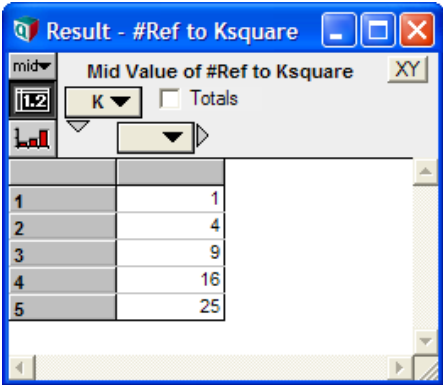 Result - #Ref to Ksquare
mid
Mid Value of #Ref to Ksquare
XY
1.2
K
Totals
1 1
2 4
3 9
4 16
5 25